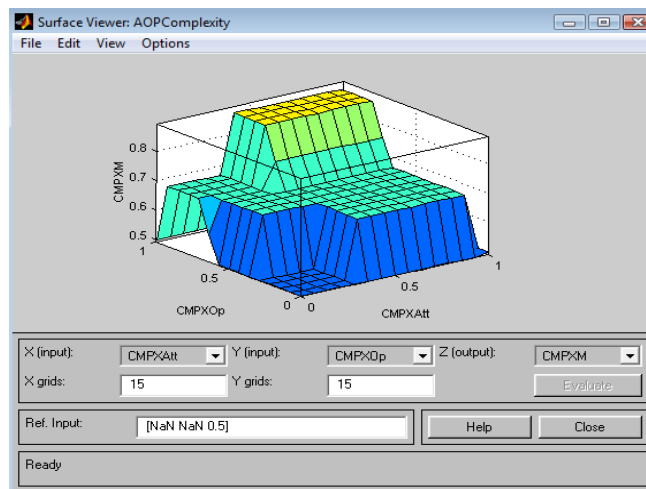 Surface Viewer: AOPComplexity
File Edit View Options
0.8
0.7
0.6
0.5
CMPXM
1
0.5
0
CMPXOp
0
0.5
1
CMPXAtt
X (input): CMPXAtt Y (input): CMPXOp Z (output): CMPXM
X grids: 15 Y grids: 15 Evaluate
Ref. Input: [NaN NaN 0.5] Help Close
Ready